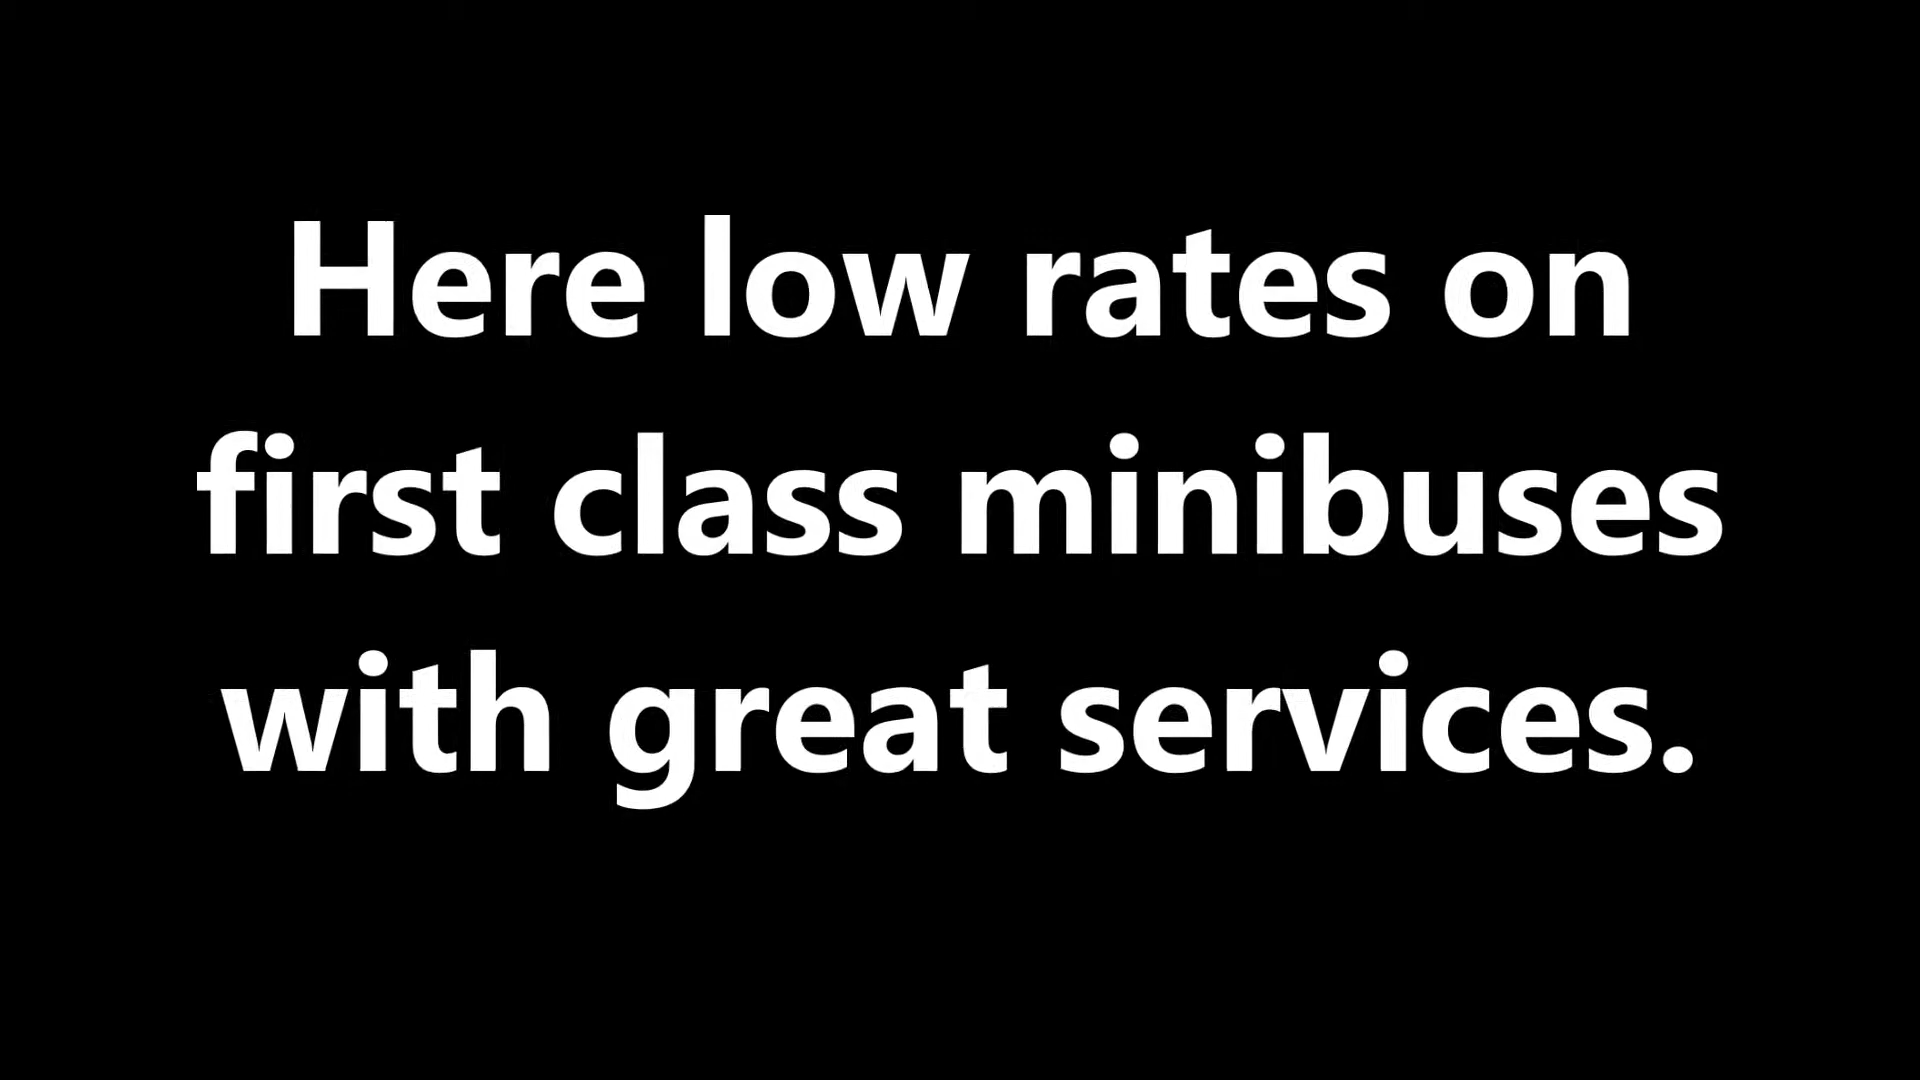 Here low rates on
first class minibuses
with great services.